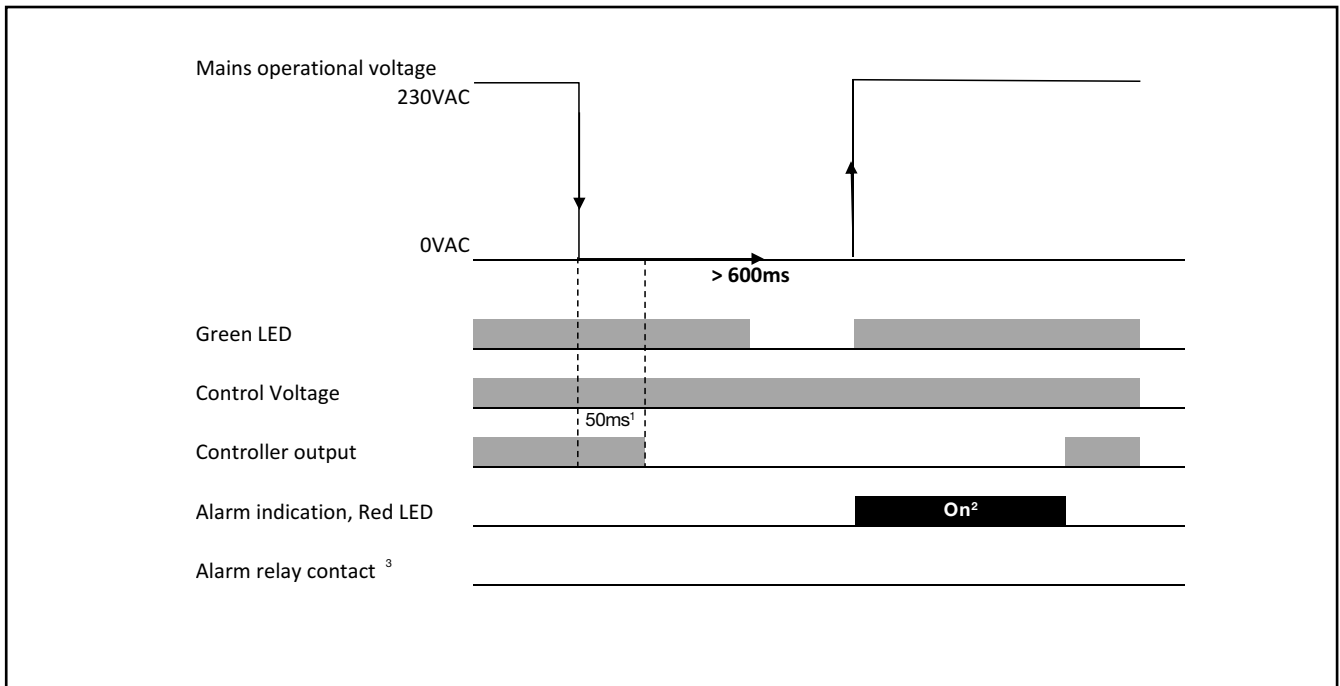 Mains operational voltage
230VAC
0VAC
> 600ms
Green LED
Control Voltage
50ms¹
Controller output
Alarm indication, Red LED
On²
Alarm relay contact ³